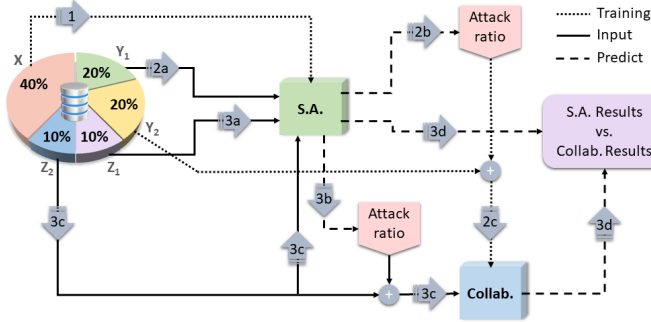 1
Attack
ratio
Training
Input
Predict
X
Y1
2b
40%
20%
2a
20%
S.A.
S.A. Results
vs.
Collab. Results
3a
3d
10%
10%
Y2
Z2
Z1
3b
Attack
ratio
+
3c
3c
2c
3d
+
3c
Collab.